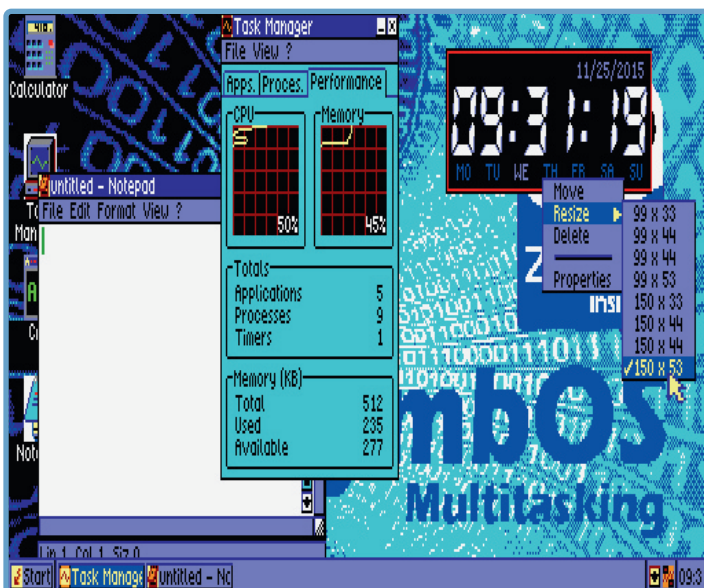 Calculator
Task Manager
File View ?
Apps. Proces. Performance
CPU
Memory
50%
45%
Totals
Applications 5
Processes 9
Timers 1
Memory (KB)
Total 512
Used 235
Available 277
untitled - Notepad
File Edit Format View ?
Lin 1, Col 1, Siz 0
11/25/2015
09:31:19
MO TU WE TH FR SA SU
Move
Resize
Delete
Properties
99 x 33
99 x 44
99 x 44
99 x 53
150 x 33
150 x 44
150 x 44
150 x 53
mbOS
Multitasking
Start
Task Manage
untitled - No
09:3